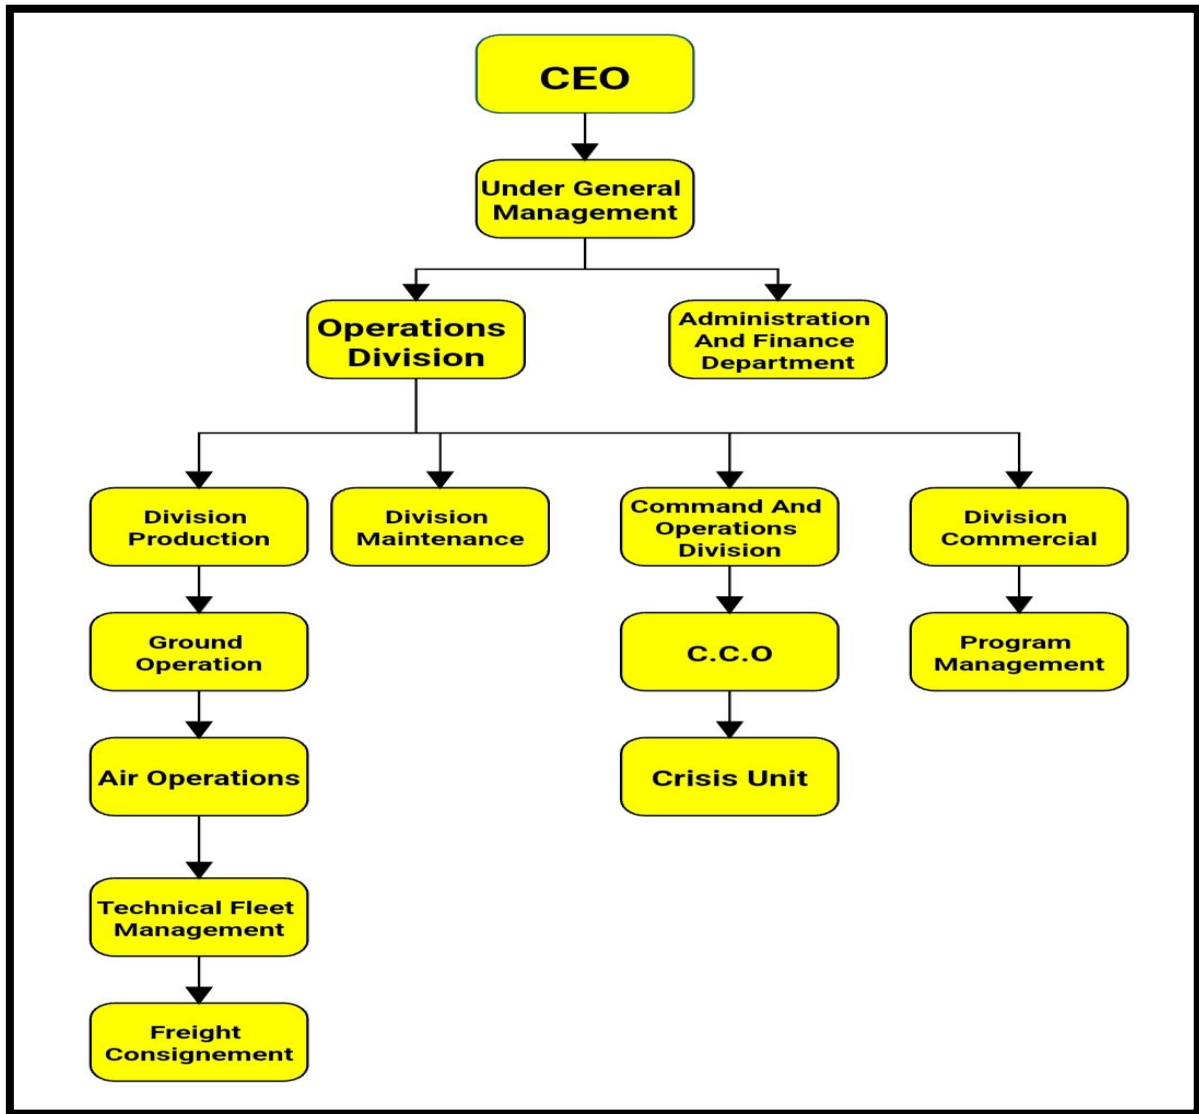 CEO
Under General
Management
Operations
Division
Administration
And Finance
Department
Division
Production
Division
Maintenance
Command And
Operations
Division
Division
Commercial
Ground
Operation
C.C.O
Program
Management
Air Operations
Crisis Unit
Technical Fleet
Management
Freight
Consignement